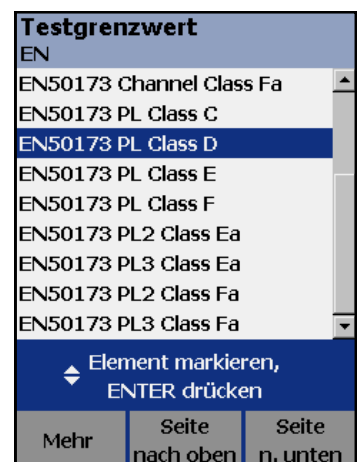 Testgrenzwert
EN
EN50173 Channel Class Fa
EN50173 PL Class C
EN50173 PL Class D
EN50173 PL Class E
EN50173 PL Class F
EN50173 PL2 Class Ea
EN50173 PL3 Class Ea
EN50173 PL2 Class Fa
EN50173 PL3 Class Fa
Element markieren,
ENTER drücken
Mehr
Seite
nach oben
Seite
n. unten